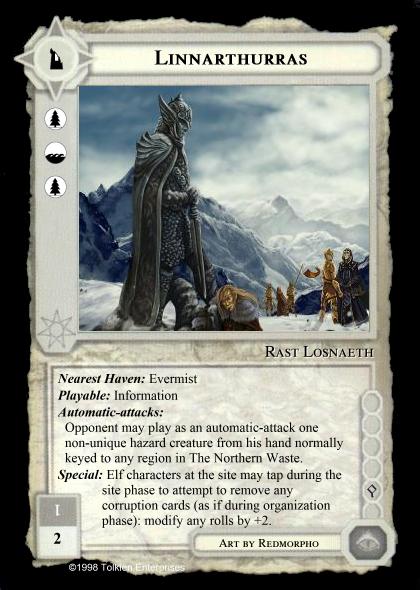 Linnarthurras
Rast Losnaeth
Nearest Haven: Evermist
Playable: Information
Automatic-attacks:
Opponent may play as an automatic-attack one
non-unique hazard creature from his hand normally
keyed to any region in The Northern Waste.
Special: Elf characters at the site may tap during the
site phase to attempt to remove any
corruption cards (as if during organization
phase): modify any rolls by +2.
I
2
Art by Redmorpho
©1998 Tolkien Enterprises